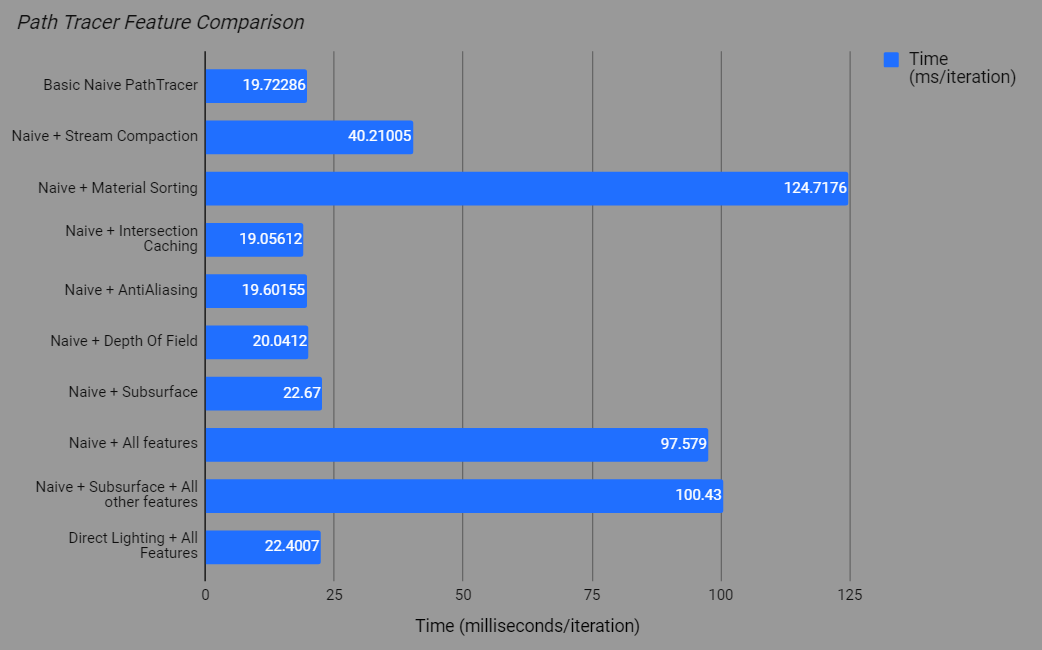 Path Tracer Feature Comparison
Time
(ms/iteration)
Basic Naive PathTracer
19.72286
Naive + Stream Compaction
40.21005
Naive + Material Sorting
124.7176
Naive + Intersection
Caching
19.05612
Naive + AntiAliasing
19.60155
Naive + Depth Of Field
20.0412
Naive + Subsurface
22.67
Naive + All features
97.579
Naive + Subsurface + All
other features
100.43
Direct Lighting + All
Features
22.4007
0
25
50
75
100
125
Time (milliseconds/iteration)